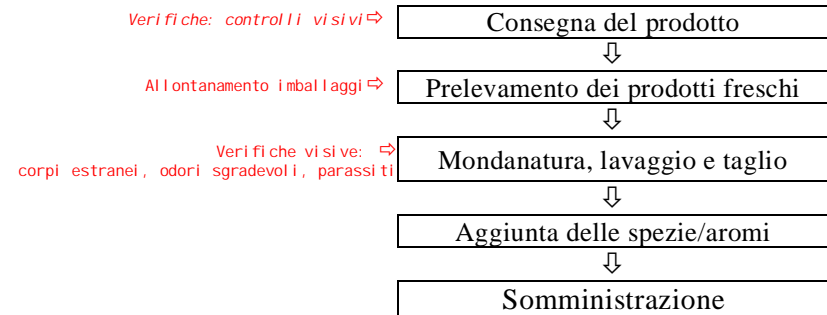 Verifiche: controlli visivi⇨ Consegna del prodotto
⇩
Allontanamento imballaggi⇨ Prelevamento dei prodotti freschi
⇩
Verifiche visive: ⇨
corpi estranei, odori sgradevoli, parassiti
Mondanatura, lavaggio e taglio
⇩
Aggiunta delle spezie/aromi
⇩
Somministrazione